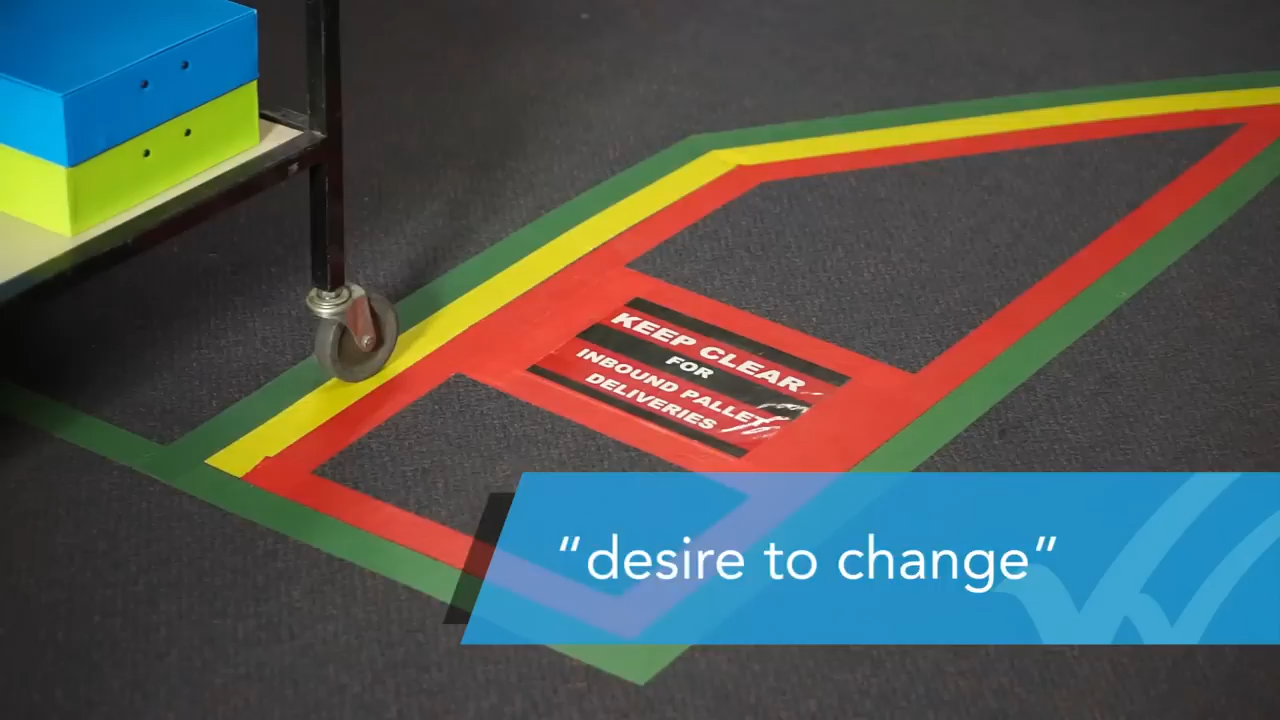 KEEP CLEAR
FOR
INBOUND PALLET
DELIVERIES
“desire to change”